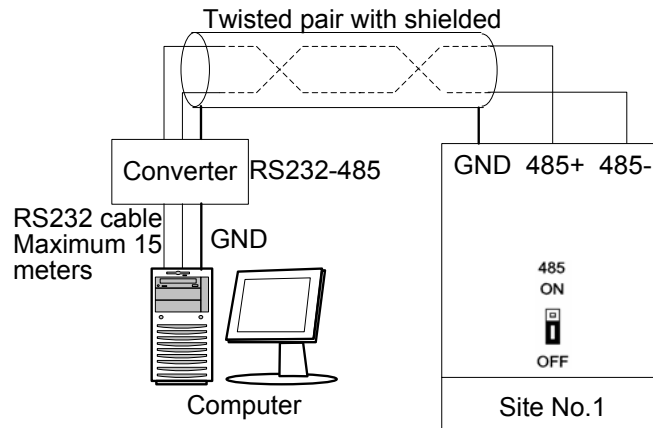 Twisted pair with shielded
Converter RS232-485
GND 485+ 485-
RS232 cable
Maximum 15
meters
GND
485
ON
OFF
Computer
Site No.1